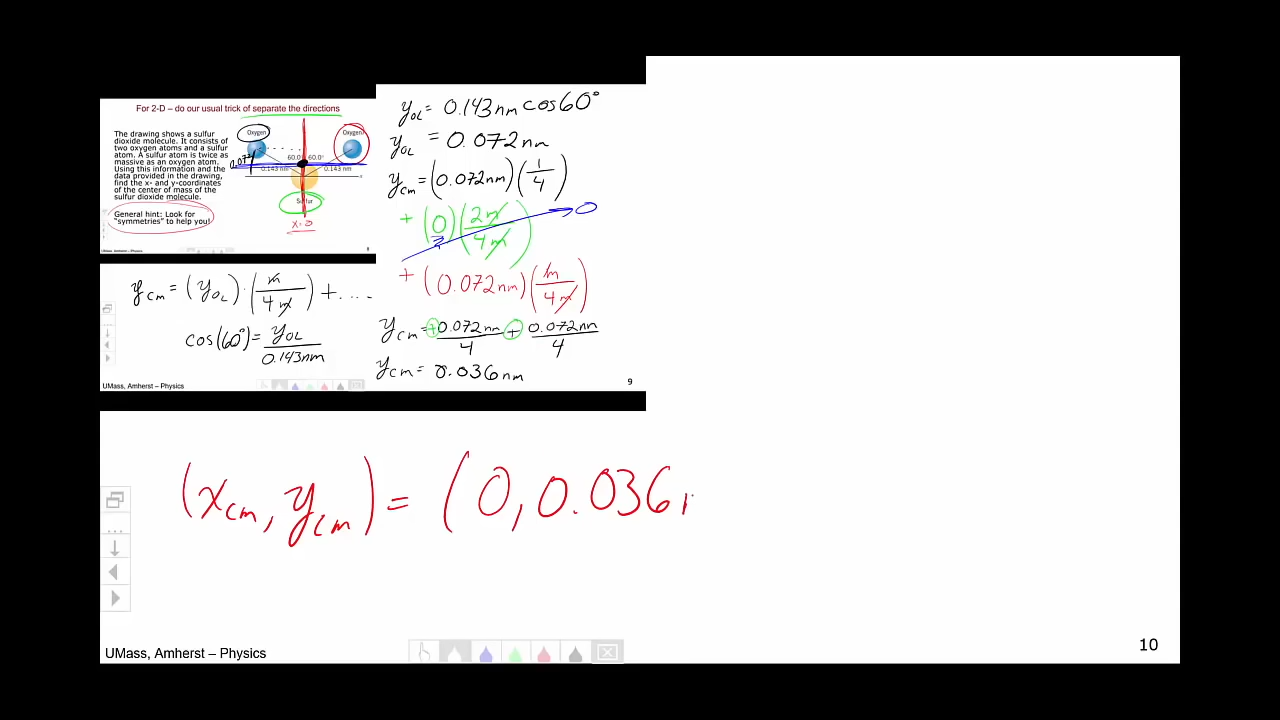 For 2-D – do our usual trick of separate the directions
The drawing shows a sulfur
dioxide molecule. It consists of
two oxygen atoms and a sulfur
atom. A sulfur atom is twice as
massive as an oxygen atom.
Using this information and the
data provided in the drawing,
find the x- and y-coordinates
of the center of mass of the
sulfur dioxide molecule.
General hint: Look for
"symmetries" to help you!
Oxygen
Oxygen
60.0° 60.0°
0.143 nm 0.143 nm
x
Sulfur
x=0
UMass, Amherst – Physics
8
y_cm = (y_OL)·(m/4m) + ....
cos(60°) = y_OL/0.143nm
UMass, Amherst – Physics
y_OL = 0.143nm cos60°
y_OL = 0.072nm
y_cm = (0.072nm)(1/4)
+ (0)(2m/4m) 0
+ (0.072nm)(m/4m)
y_cm = +0.072nm/4 + 0.072nm/4
y_cm = 0.036nm
9
(x_cm, y_cm) = (0, 0.036
UMass, Amherst – Physics
10